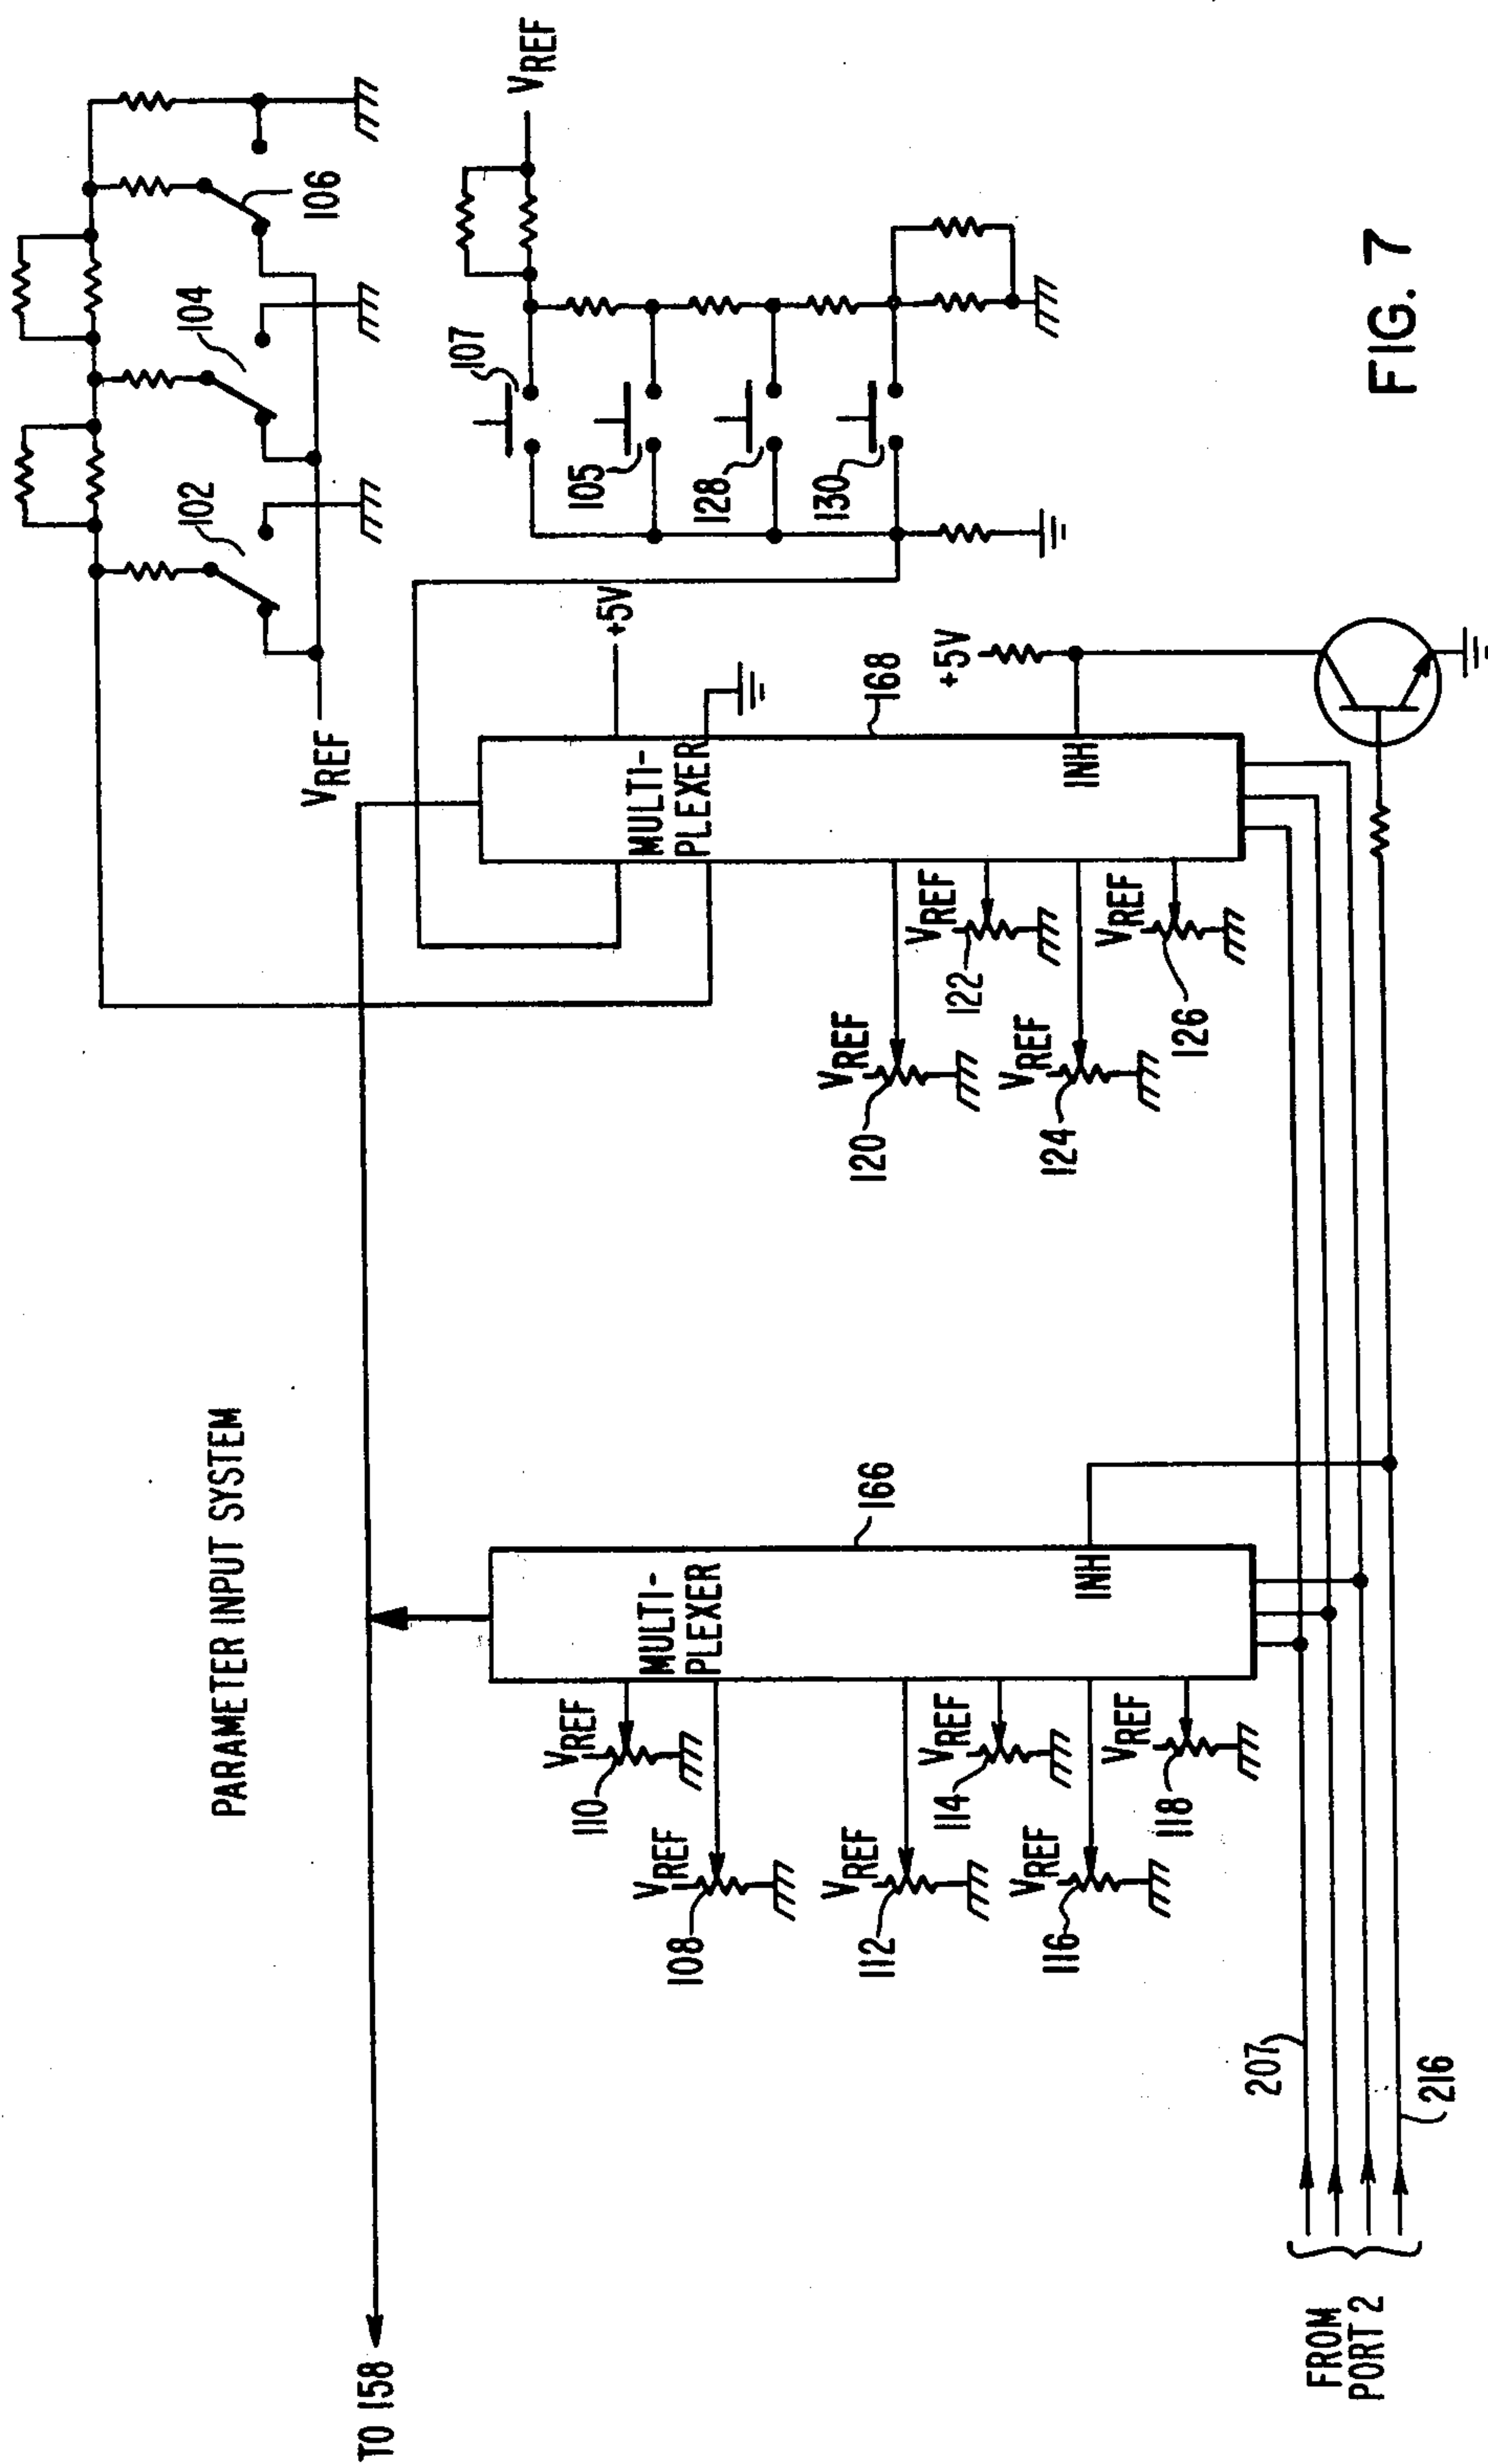 PARAMETER INPUT SYSTEM
TO 158
VREF
102
104
106
VREF
107
105
128
130
+5V
MULTI-
PLEXER
168
+5V
INH
VREF
120
VREF
122
VREF
124
VREF
126
MULTI-
PLEXER
166
INH
VREF
110
VREF
108
VREF
112
VREF
114
VREF
116
VREF
118
207
216
FROM
PORT 2
FIG. 7